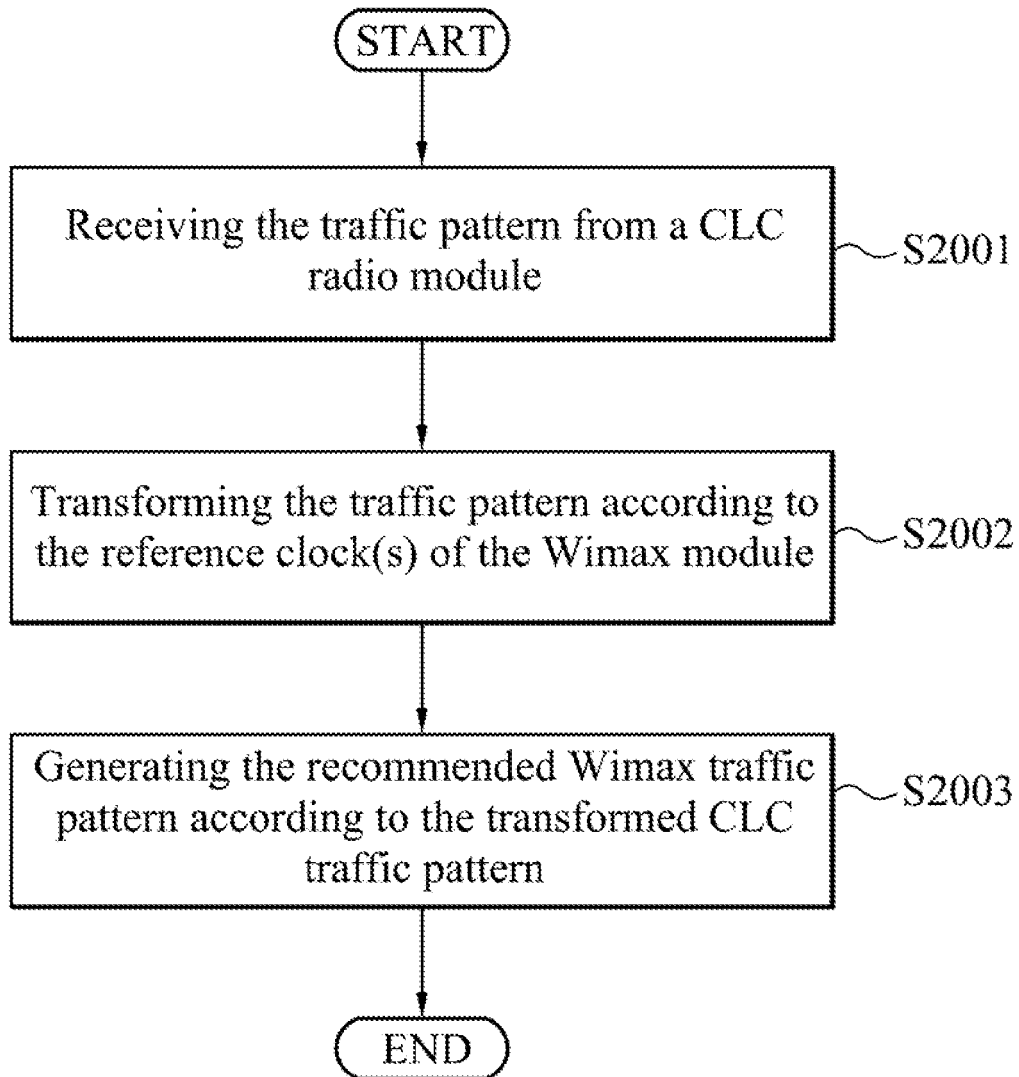 START
Receiving the traffic pattern from a CLC
radio module
S2001
Transforming the traffic pattern according to
the reference clock(s) of the Wimax module
S2002
Generating the recommended Wimax traffic
pattern according to the transformed CLC
traffic pattern
S2003
END